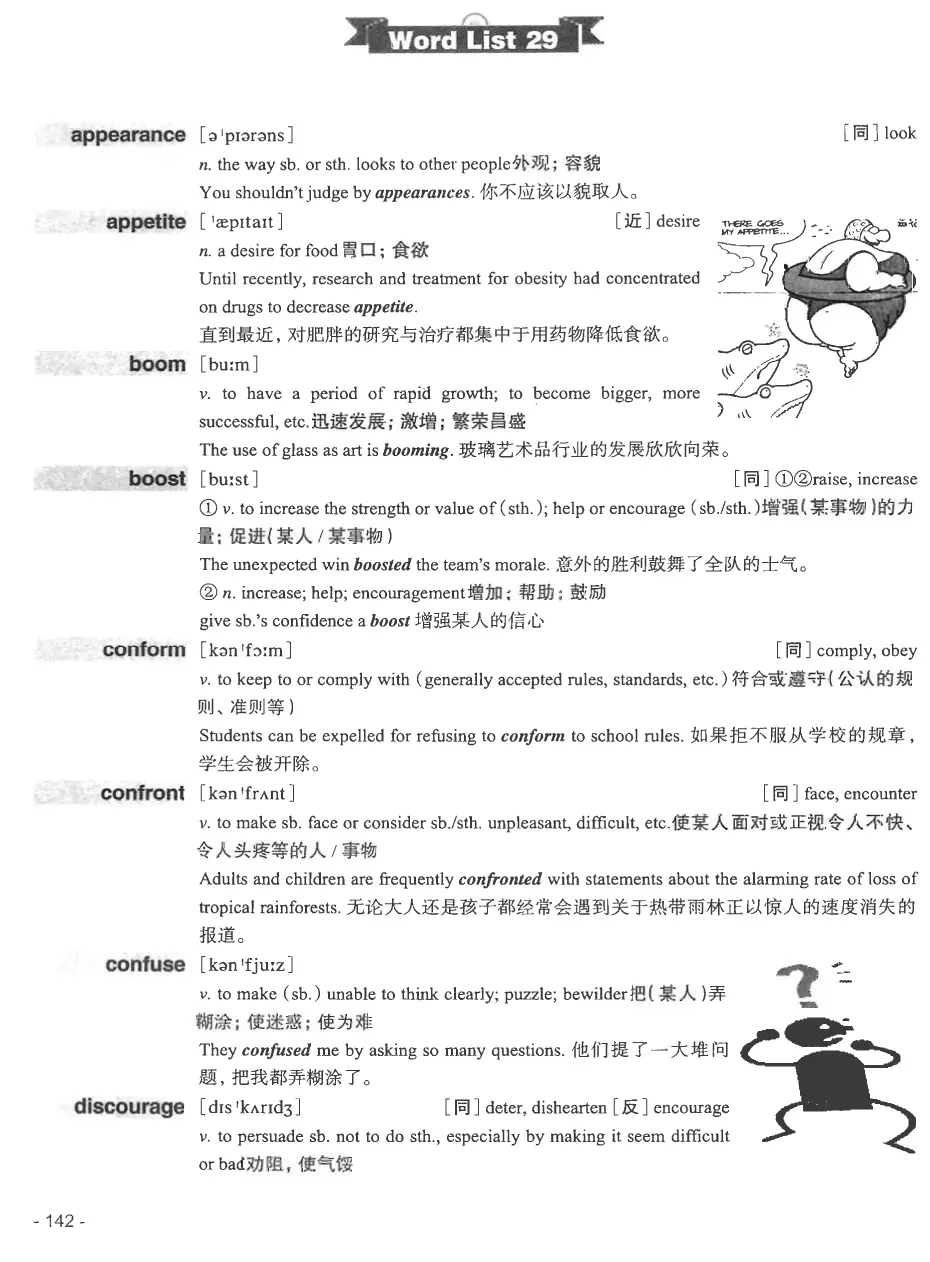 Word List 29
appearance [ə'pɪərəns] [同] look
n. the way sb. or sth. looks to other people外观；容貌
You shouldn't judge by appearances. 你不应该以貌取人。
appetite ['æpɪtaɪt] [近] desire
n. a desire for food 胃口；食欲
Until recently, research and treatment for obesity had concentrated
on drugs to decrease appetite.
直到最近，对肥胖的研究与治疗都集中于用药物降低食欲。
THERE GOES
MY APPETITE...
boom [buːm]
v. to have a period of rapid growth; to become bigger, more
successful, etc.迅速发展；激增；繁荣昌盛
The use of glass as art is booming. 玻璃艺术品行业的发展欣欣向荣。
boost [buːst] [同] ①②raise, increase
① v. to increase the strength or value of (sth.); help or encourage (sb./sth.)增强(某事物)的力
量；促进(某人/某事物)
The unexpected win boosted the team's morale. 意外的胜利鼓舞了全队的士气。
② n. increase; help; encouragement增加；帮助；鼓励
give sb.'s confidence a boost 增强某人的信心
conform [kən'fɔːm] [同] comply, obey
v. to keep to or comply with (generally accepted rules, standards, etc.)符合或遵守(公认的规
则、准则等)
Students can be expelled for refusing to conform to school rules. 如果拒不服从学校的规章，
学生会被开除。
confront [kən'frʌnt] [同] face, encounter
v. to make sb. face or consider sb./sth. unpleasant, difficult, etc.使某人面对或正视令人不快、
令人头疼等的人/事物
Adults and children are frequently confronted with statements about the alarming rate of loss of
tropical rainforests. 无论大人还是孩子都经常会遇到关于热带雨林正以惊人的速度消失的
报道。
confuse [kən'fjuːz]
v. to make (sb.) unable to think clearly; puzzle; bewilder把(某人)弄
糊涂；使迷惑；使为难
They confused me by asking so many questions. 他们提了一大堆问
题，把我都弄糊涂了。
?
discourage [dɪs'kʌrɪdʒ] [同] deter, dishearten [反] encourage
v. to persuade sb. not to do sth., especially by making it seem difficult
or bad劝阻，使气馁
- 142 -